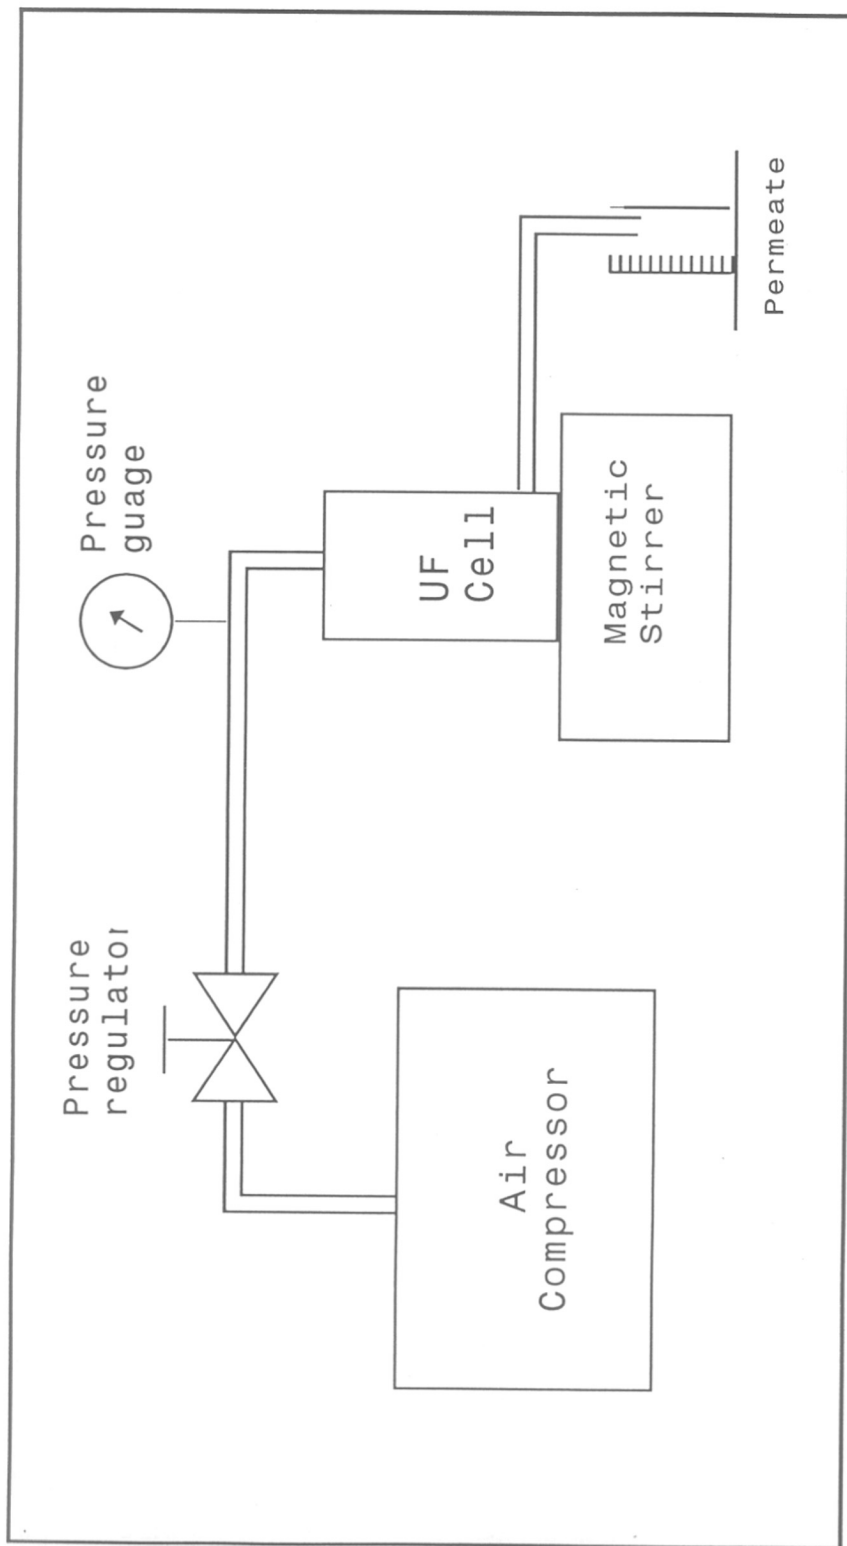 Pressure
regulator
Pressure
guage
UF
Cell
Air
Compressor
Magnetic
Stirrer
Permeate